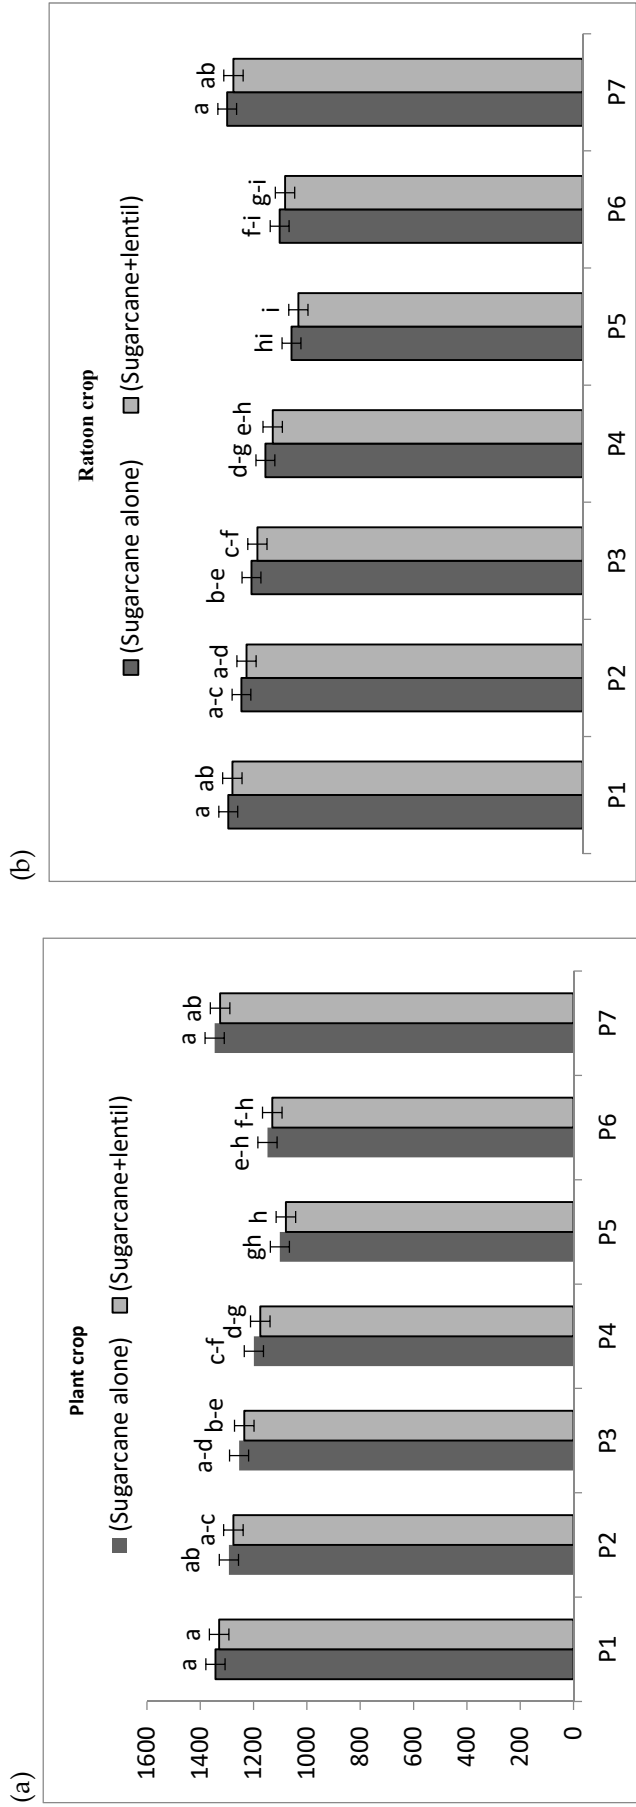 (a)
Plant crop
(Sugarcane alone) (Sugarcane+lentil)
1600
1400
1200
1000
800
600
400
200
0
a a ab a-c a-d b-e c-f d-g gh h e-h f-h a ab
P1 P2 P3 P4 P5 P6 P7
(b)
Ratoon crop
(Sugarcane alone) (Sugarcane+lentil)
a ab a-c a-d b-e c-f d-g e-h hi i f-i g-i a ab
P1 P2 P3 P4 P5 P6 P7